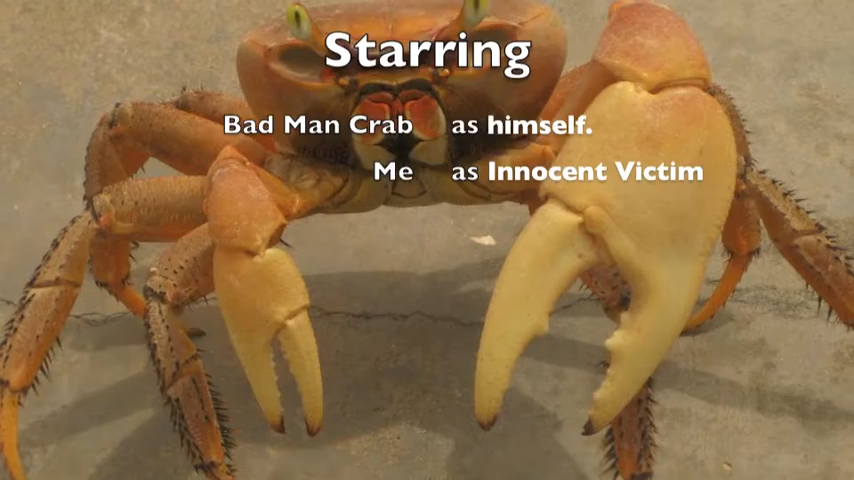 Starring
Bad Man Crab as himself.
Me as Innocent Victim